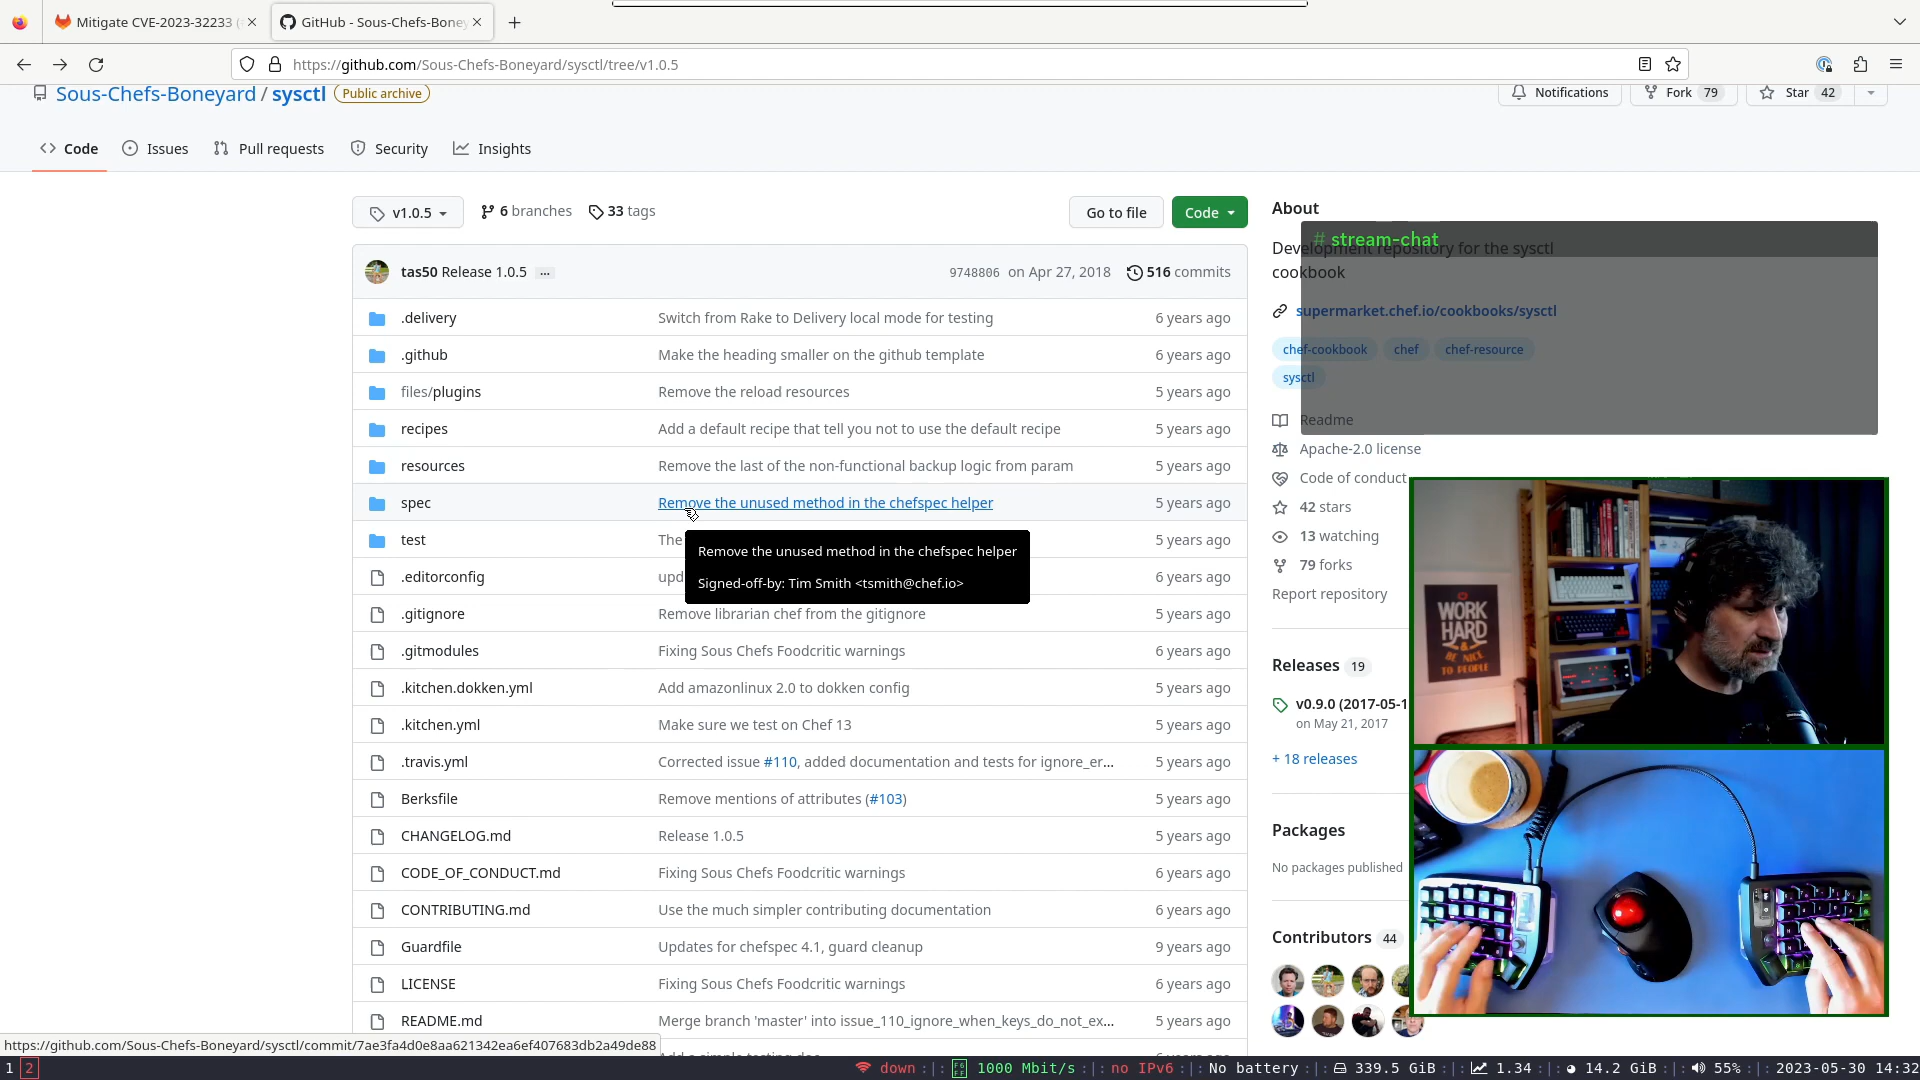 Mitigate CVE-2023-32233 (
GitHub - Sous-Chefs-Boney
https://github.com/Sous-Chefs-Boneyard/sysctl/tree/v1.0.5
Sous-Chefs-Boneyard / sysctl Public archive
Notifications Fork 79 Star 42
Code Issues Pull requests Security Insights
v1.0.5 6 branches 33 tags Go to file Code
tas50 Release 1.0.5 ... 9748806 on Apr 27, 2018 516 commits
.delivery Switch from Rake to Delivery local mode for testing 6 years ago
.github Make the heading smaller on the github template 6 years ago
files/plugins Remove the reload resources 5 years ago
recipes Add a default recipe that tell you not to use the default recipe 5 years ago
resources Remove the last of the non-functional backup logic from param 5 years ago
spec Remove the unused method in the chefspec helper 5 years ago
test The 5 years ago
Remove the unused method in the chefspec helper
Signed-off-by: Tim Smith <tsmith@chef.io>
.editorconfig upd 6 years ago
.gitignore Remove librarian chef from the gitignore 5 years ago
.gitmodules Fixing Sous Chefs Foodcritic warnings 6 years ago
.kitchen.dokken.yml Add amazonlinux 2.0 to dokken config 5 years ago
.kitchen.yml Make sure we test on Chef 13 5 years ago
.travis.yml Corrected issue #110, added documentation and tests for ignore_er... 5 years ago
Berksfile Remove mentions of attributes (#103) 5 years ago
CHANGELOG.md Release 1.0.5 5 years ago
CODE_OF_CONDUCT.md Fixing Sous Chefs Foodcritic warnings 6 years ago
CONTRIBUTING.md Use the much simpler contributing documentation 6 years ago
Guardfile Updates for chefspec 4.1, guard cleanup 9 years ago
LICENSE Fixing Sous Chefs Foodcritic warnings 6 years ago
README.md Merge branch 'master' into issue_110_ignore_when_keys_do_not_ex... 5 years ago
About
# stream-chat
Development repository for the sysctl
cookbook
supermarket.chef.io/cookbooks/sysctl
chef-cookbook chef chef-resource
sysctl
Readme
Apache-2.0 license
Code of conduct
42 stars
13 watching
79 forks
Report repository
Releases 19
v0.9.0 (2017-05-1
on May 21, 2017
+ 18 releases
Packages
No packages published
Contributors 44
WORK
HARD
& BE
NICE
TO PEOPLE
https://github.com/Sous-Chefs-Boneyard/sysctl/commit/7ae3fa4d0e8aa621342ea6ef407683db2a49de88
1 2 down :|: 1000 Mbit/s :|: no IPv6 :|: No battery :|: 339.5 GiB :|: 1.34 :|: 14.2 GiB :|: 55% :|: 2023-05-30 14:32